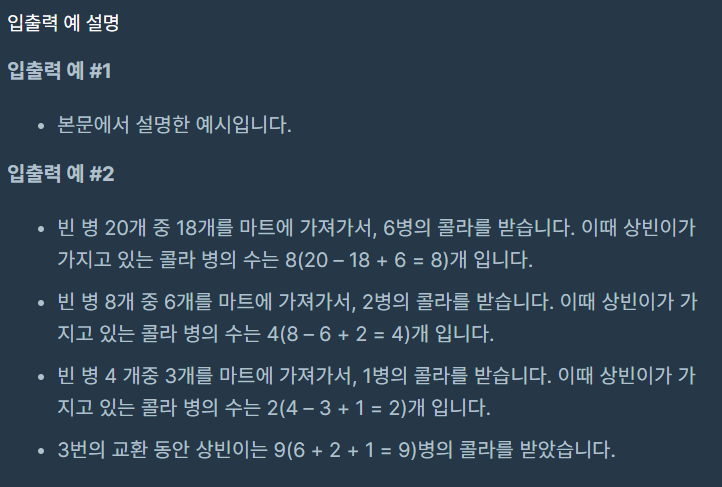 입출력 예 설명
입출력 예 #1
• 본문에서 설명한 예시입니다.
입출력 예 #2
• 빈 병 20개 중 18개를 마트에 가져가서, 6병의 콜라를 받습니다. 이때 상빈이가
가지고 있는 콜라 병의 수는 8(20 – 18 + 6 = 8)개 입니다.
• 빈 병 8개 중 6개를 마트에 가져가서, 2병의 콜라를 받습니다. 이때 상빈이가 가
지고 있는 콜라 병의 수는 4(8 – 6 + 2 = 4)개 입니다.
• 빈 병 4 개중 3개를 마트에 가져가서, 1병의 콜라를 받습니다. 이때 상빈이가 가
지고 있는 콜라 병의 수는 2(4 – 3 + 1 = 2)개 입니다.
• 3번의 교환 동안 상빈이는 9(6 + 2 + 1 = 9)병의 콜라를 받았습니다.